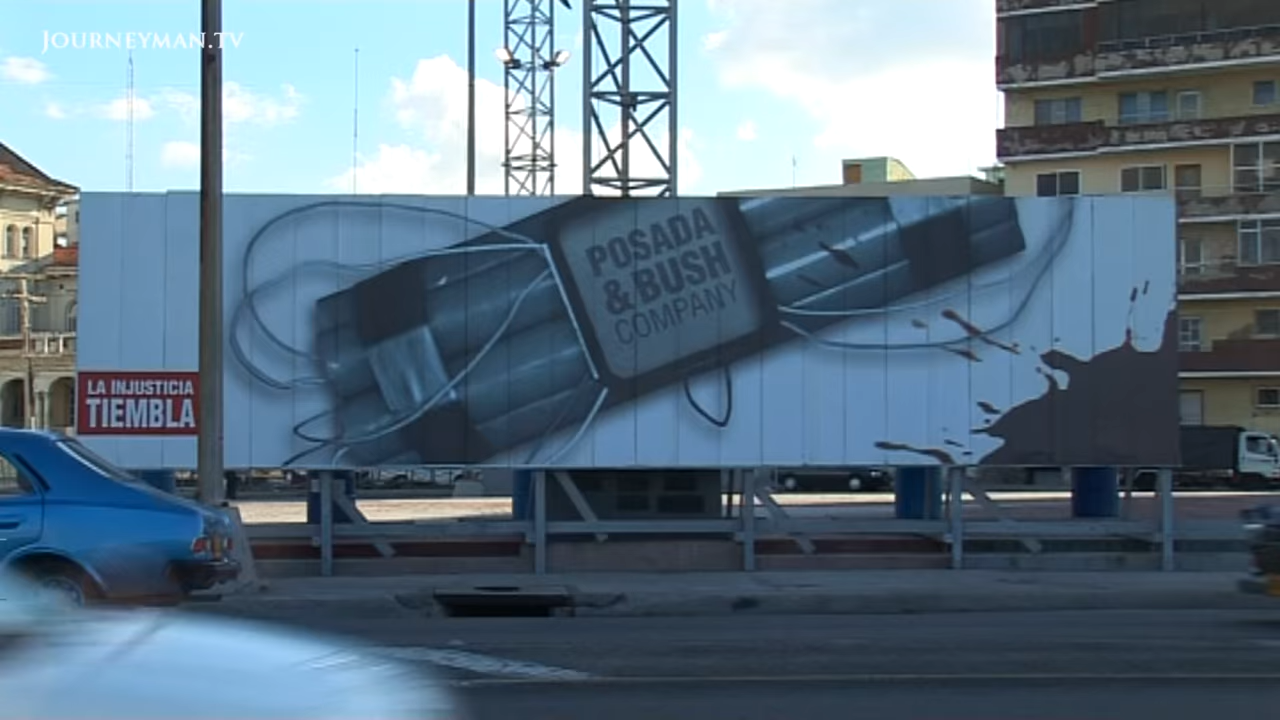 JOURNEYMAN.TV
POSADA
& BUSH
COMPANY
LA INJUSTICIA
TIEMBLA